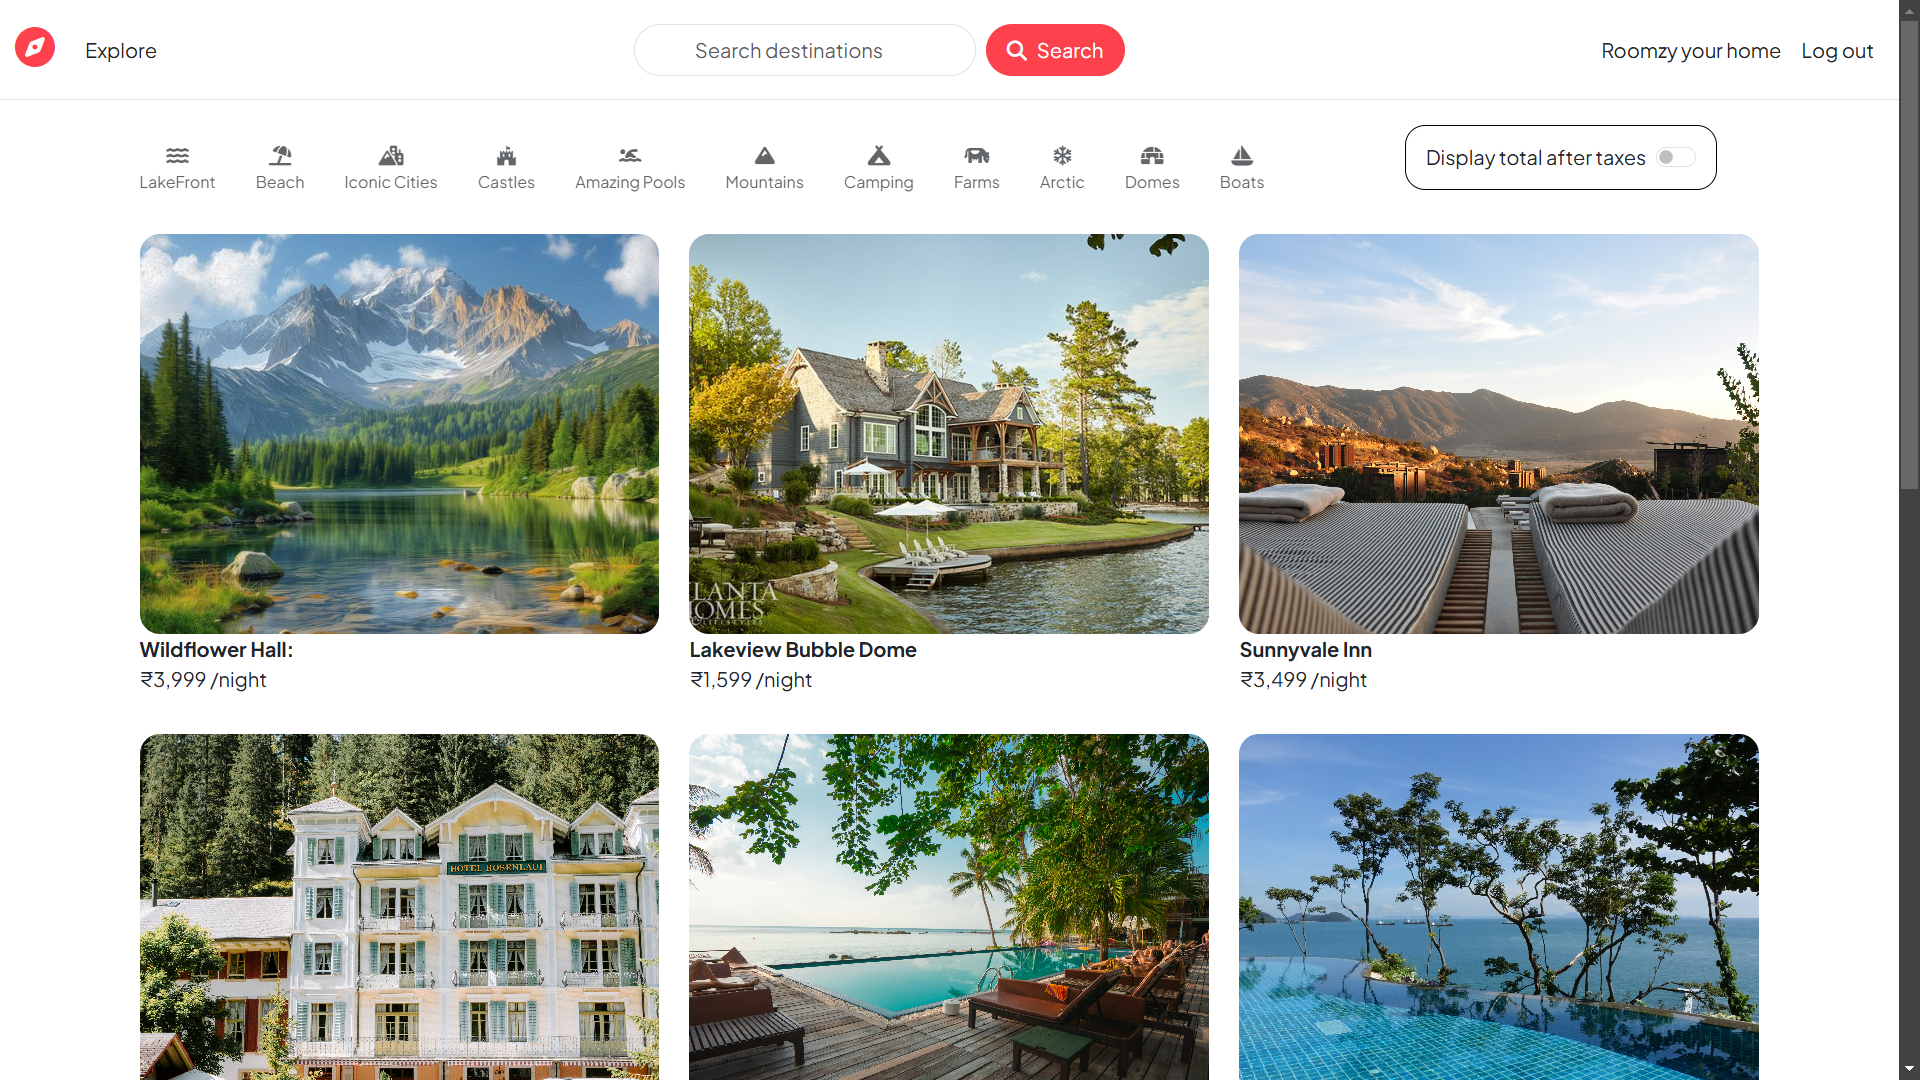 Explore
Search destinations
Search
Roomzy your home
Log out
LakeFront
Beach
Iconic Cities
Castles
Amazing Pools
Mountains
Camping
Farms
Arctic
Domes
Boats
Display total after taxes
LANTA
HOMES
Wildflower Hall:
₹3,999 /night
Lakeview Bubble Dome
₹1,599 /night
Sunnyvale Inn
₹3,499 /night
HOTEL ROSENLAUI